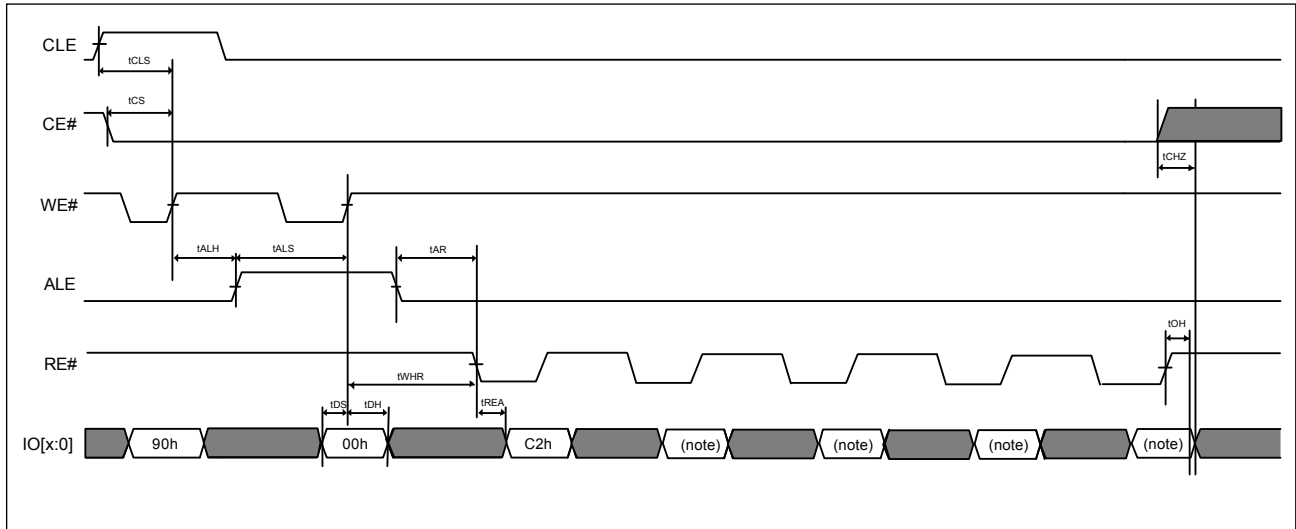 CLE
tCLS
tCS
CE#
tCHZ
WE#
tALH tALS tAR
ALE
tOH
RE#
tWHR
tDS tDH tREA
IO[x:0] 90h 00h C2h (note) (note) (note) (note)